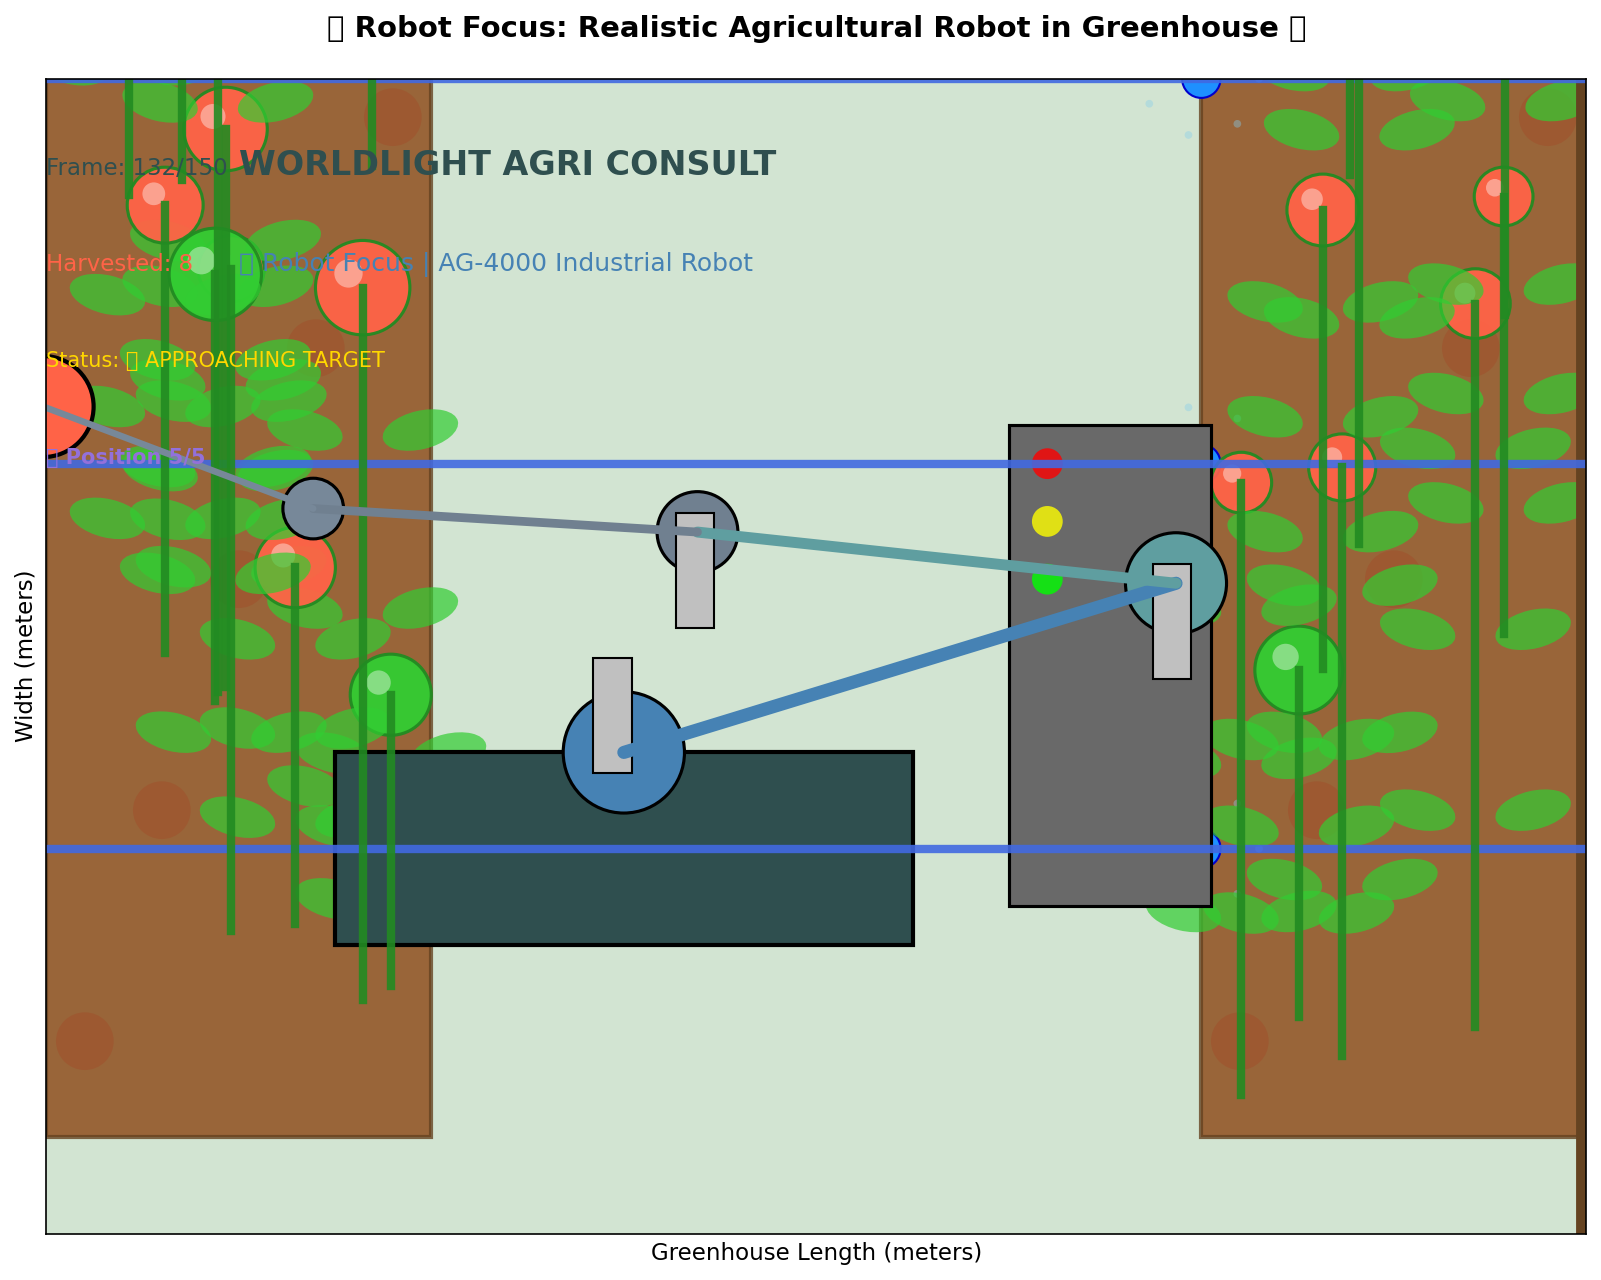 ▯ Robot Focus: Realistic Agricultural Robot in Greenhouse ▯
Frame: 132/150
WORLDLIGHT AGRI CONSULT
Harvested: 8
▯ Robot Focus | AG-4000 Industrial Robot
Status: ▯ APPROACHING TARGET
▯ Position 5/5
Width (meters)
Greenhouse Length (meters)